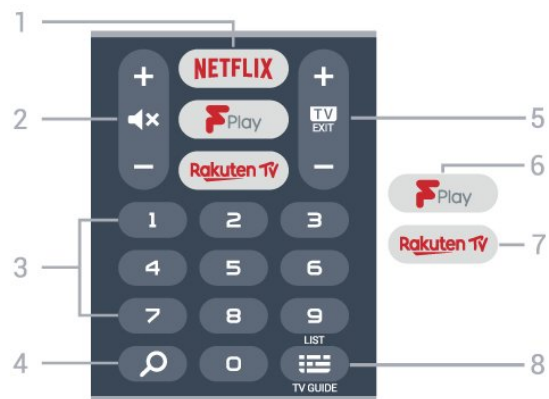 1
+ NETFLIX +
2 Play TV EXIT 5
- Rakuten TV - 6
Play
3 1 2 3
Rakuten TV 7
4 5 6
7 8 9
LIST
4 0 8
TV GUIDE